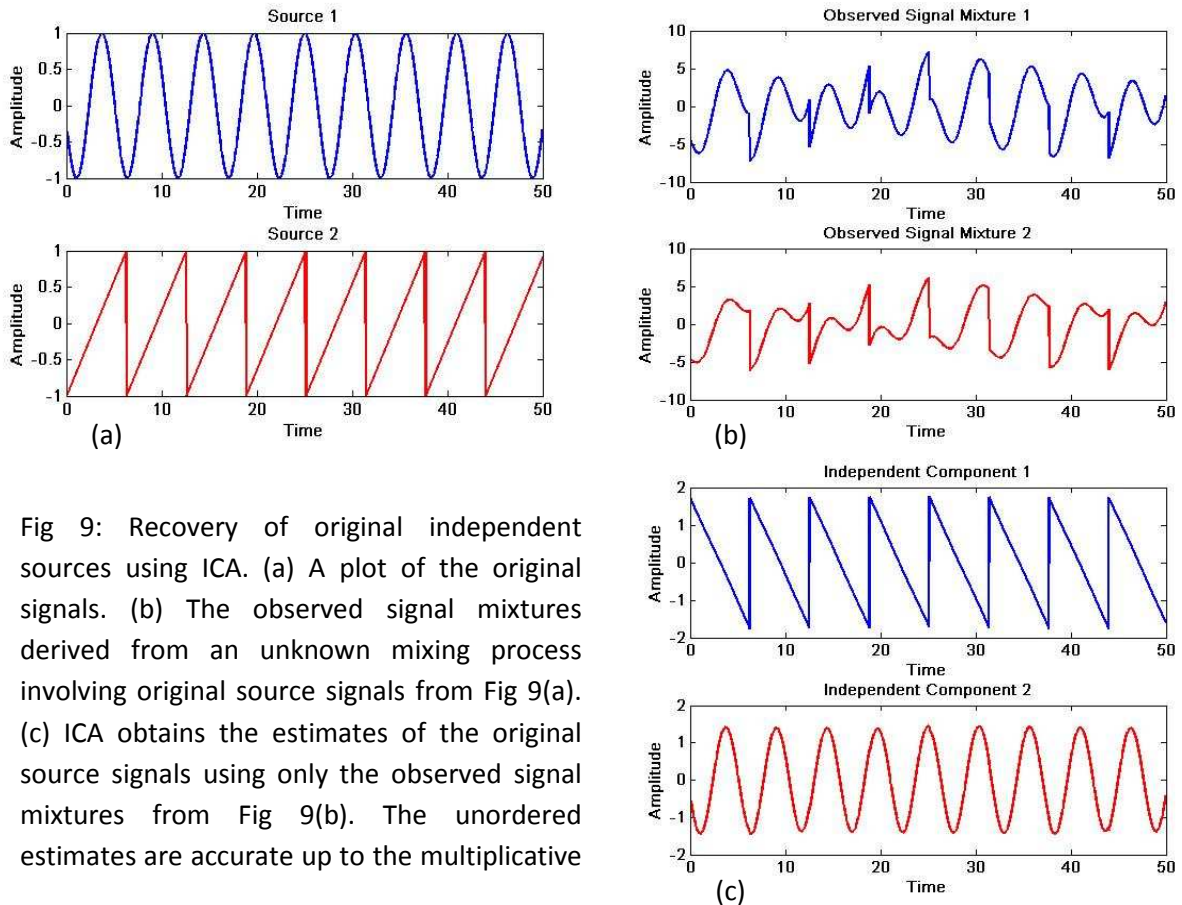 Source 1
1
0.5
0
-0.5
-1
Amplitude
0 10 20 30 40 50
Time
Source 2
1
0.5
0
-0.5
-1
Amplitude
0 10 20 30 40 50
Time
(a)
Observed Signal Mixture 1
10
5
0
-5
-10
Amplitude
0 10 20 30 40 50
Time
Observed Signal Mixture 2
10
5
0
-5
-10
Amplitude
0 10 20 30 40 50
Time
(b)
Fig 9: Recovery of original independent
sources using ICA. (a) A plot of the original
signals. (b) The observed signal mixtures
derived from an unknown mixing process
involving original source signals from Fig 9(a).
(c) ICA obtains the estimates of the original
source signals using only the observed signal
mixtures from Fig 9(b). The unordered
estimates are accurate up to the multiplicative
Independent Component 1
2
1
0
-1
-2
Amplitude
0 10 20 30 40 50
Time
Independent Component 2
2
1
0
-1
-2
Amplitude
0 10 20 30 40 50
Time
(c)